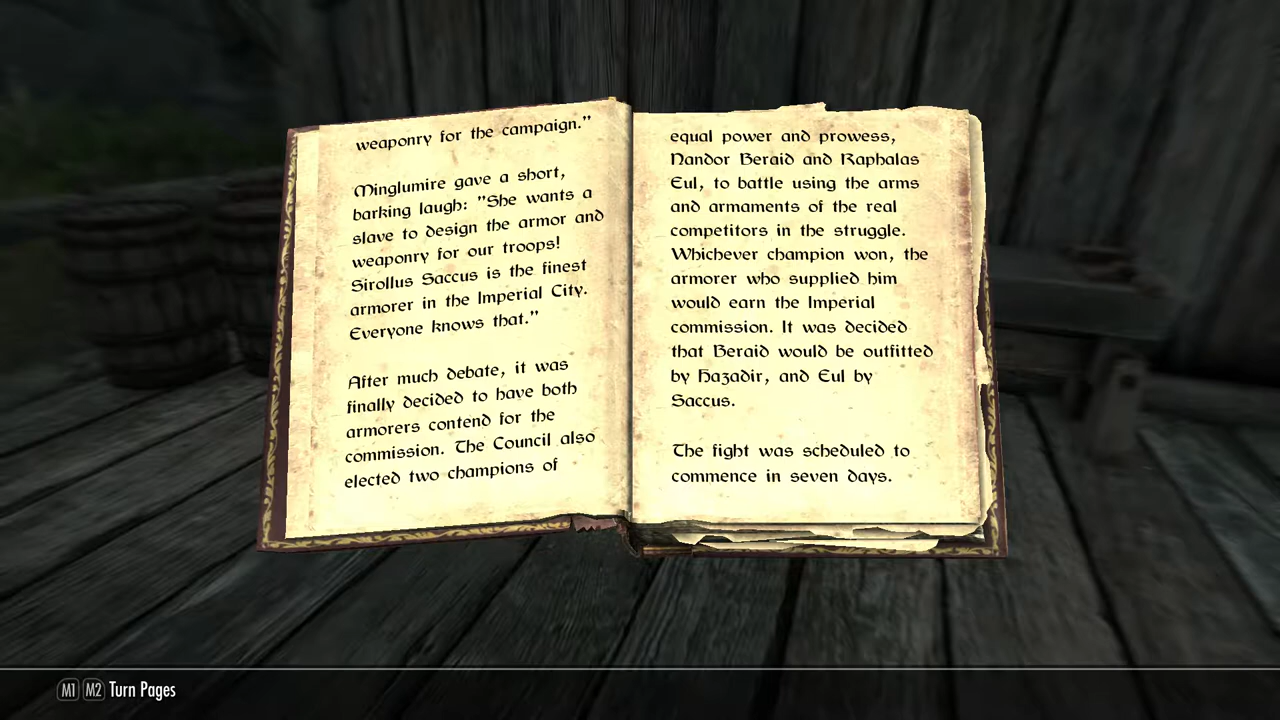 weaponry for the campaign."
Minglumire gave a short,
barking laugh: "She wants a
slave to design the armor and
weaponry for our troops!
Sirollus Saccus is the finest
armorer in the Imperial City.
Everyone knows that."
After much debate, it was
finally decided to have both
armorers contend for the
commission. The Council also
elected two champions of
equal power and prowess,
Nandor Beraid and Raphalas
Eul, to battle using the arms
and armaments of the real
competitors in the struggle.
Whichever champion won, the
armorer who supplied him
would earn the Imperial
commission. It was decided
that Beraid would be outfitted
by Hazadir, and Eul by
Saccus.
The fight was scheduled to
commence in seven days.
M1 M2 Turn Pages